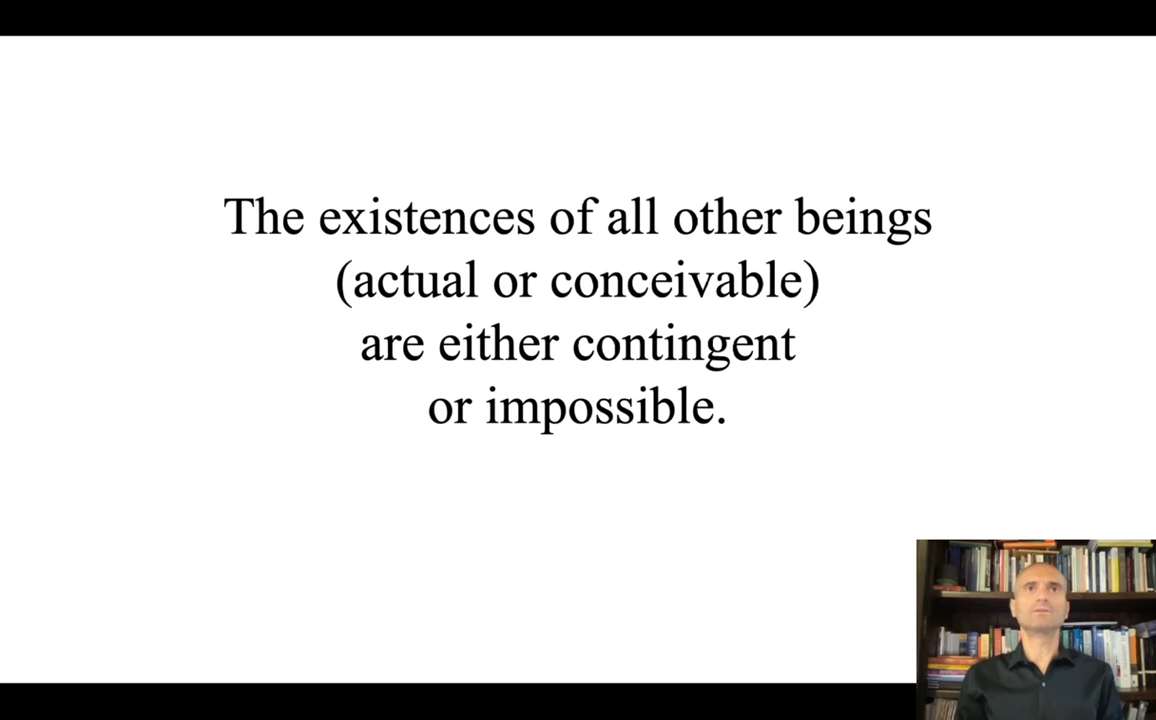 The existences of all other beings
(actual or conceivable)
are either contingent
or impossible.